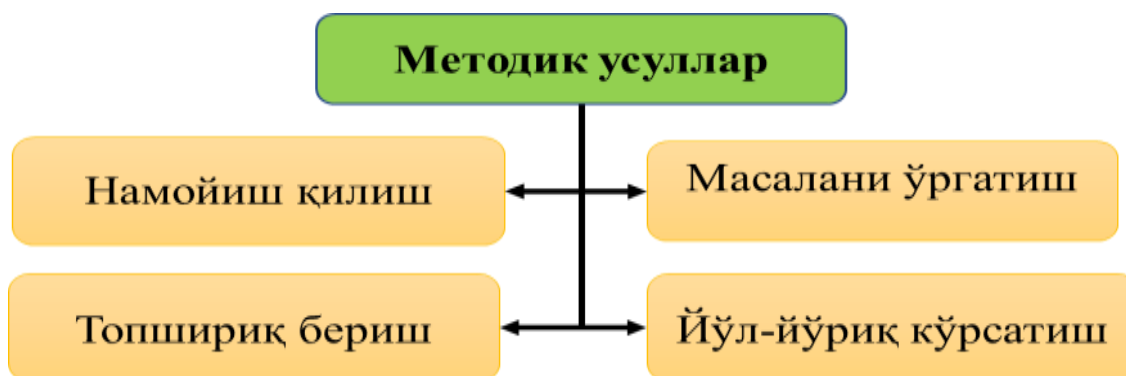 Методик усуллар
Намойиш қилиш
Масалани ўргатиш
Топшириқ бериш
Йўл-йўриқ кўрсатиш